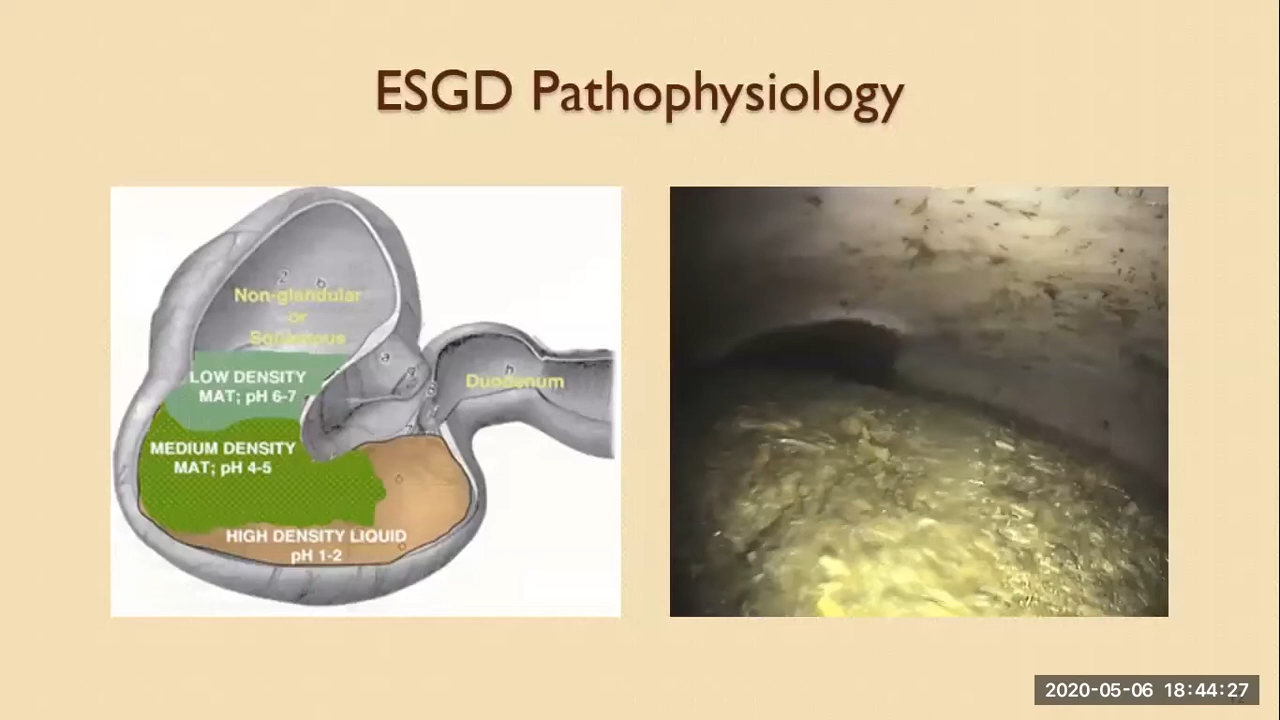 ESGD Pathophysiology
Non-glandular
or
Squamous
LOW DENSITY
MAT; pH 6-7
Duodenum
MEDIUM DENSITY
MAT; pH 4-5
HIGH DENSITY LIQUID
pH 1-2
2020-05-06 18:44:27